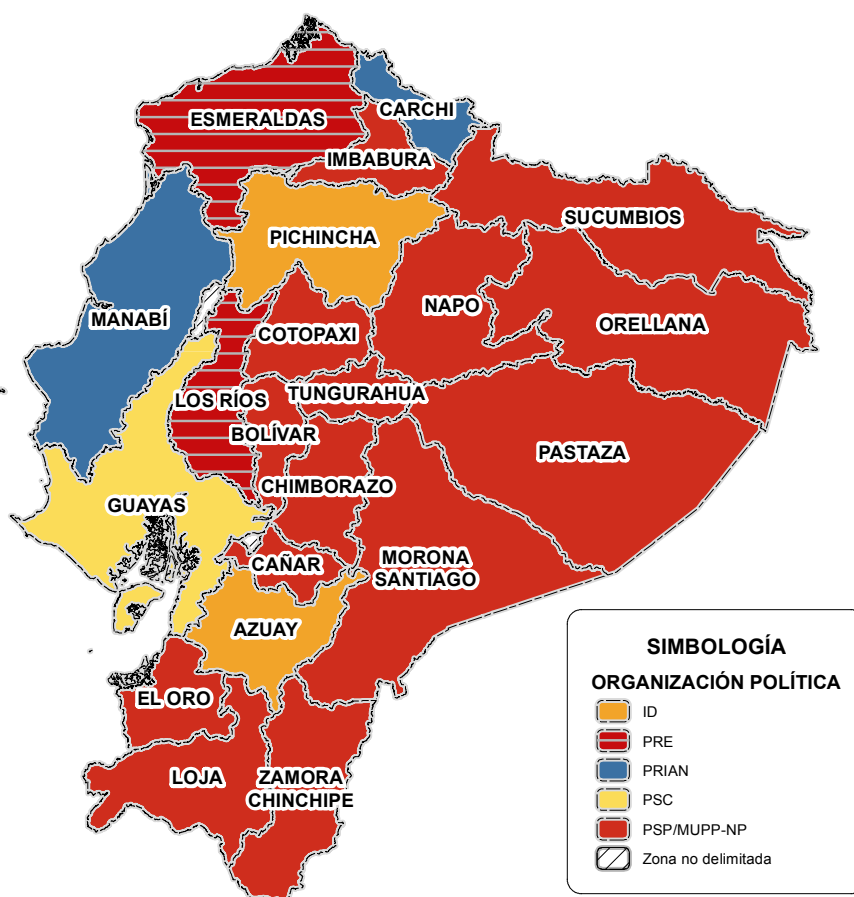 CARCHI
ESMERALDAS
IMBABURA
SUCUMBIOS
PICHINCHA
NAPO
MANABÍ
ORELLANA
COTOPAXI
TUNGURAHUA
LOS RÍOS
BOLÍVAR
PASTAZA
CHIMBORAZO
GUAYAS
MORONA
SANTIAGO
CAÑAR
AZUAY
EL ORO
LOJA
ZAMORA
CHINCHIPE
SIMBOLOGÍA
ORGANIZACIÓN POLÍTICA
ID
PRE
PRIAN
PSC
PSP/MUPP-NP
Zona no delimitada